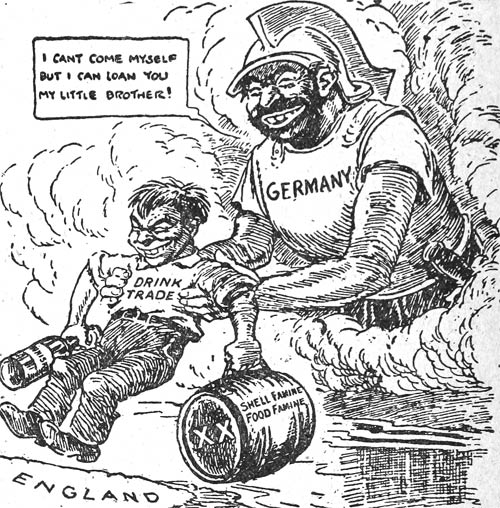 I CANT COME MYSELF
BUT I CAN LOAN YOU
MY LITTLE BROTHER!
GERMANY
DRINK
TRADE
SHELL FAMINE
FOOD FAMINE
XX
ENGLAND